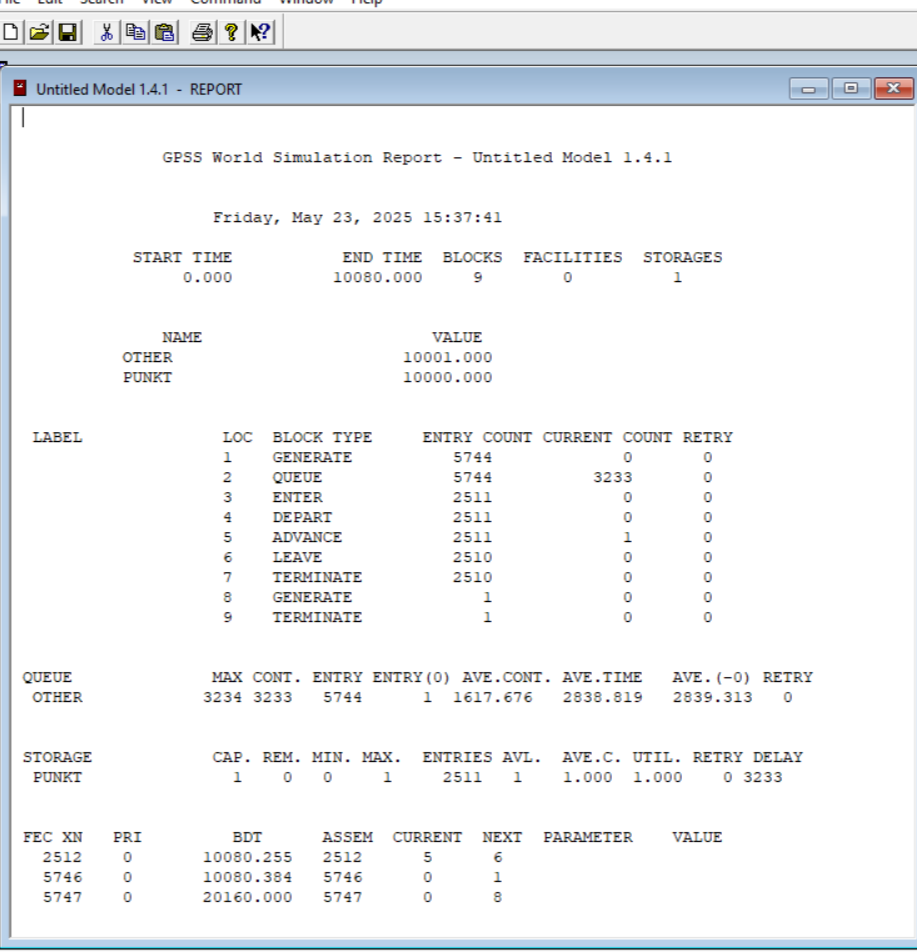 File Edit Search View Command Window Help
Untitled Model 1.4.1 - REPORT
GPSS World Simulation Report - Untitled Model 1.4.1
Friday, May 23, 2025 15:37:41
START TIME END TIME BLOCKS FACILITIES STORAGES
0.000 10080.000 9 0 1
NAME VALUE
OTHER 10001.000
PUNKT 10000.000
LABEL LOC BLOCK TYPE ENTRY COUNT CURRENT COUNT RETRY
1 GENERATE 5744 0 0
2 QUEUE 5744 3233 0
3 ENTER 2511 0 0
4 DEPART 2511 0 0
5 ADVANCE 2511 1 0
6 LEAVE 2510 0 0
7 TERMINATE 2510 0 0
8 GENERATE 1 0 0
9 TERMINATE 1 0 0
QUEUE MAX CONT. ENTRY ENTRY(0) AVE.CONT. AVE.TIME AVE.(-0) RETRY
OTHER 3234 3233 5744 1 1617.676 2838.819 2839.313 0
STORAGE CAP. REM. MIN. MAX. ENTRIES AVL. AVE.C. UTIL. RETRY DELAY
PUNKT 1 0 0 1 2511 1 1.000 1.000 0 3233
FEC XN PRI BDT ASSEM CURRENT NEXT PARAMETER VALUE
2512 0 10080.255 2512 5 6
5746 0 10080.384 5746 0 1
5747 0 20160.000 5747 0 8